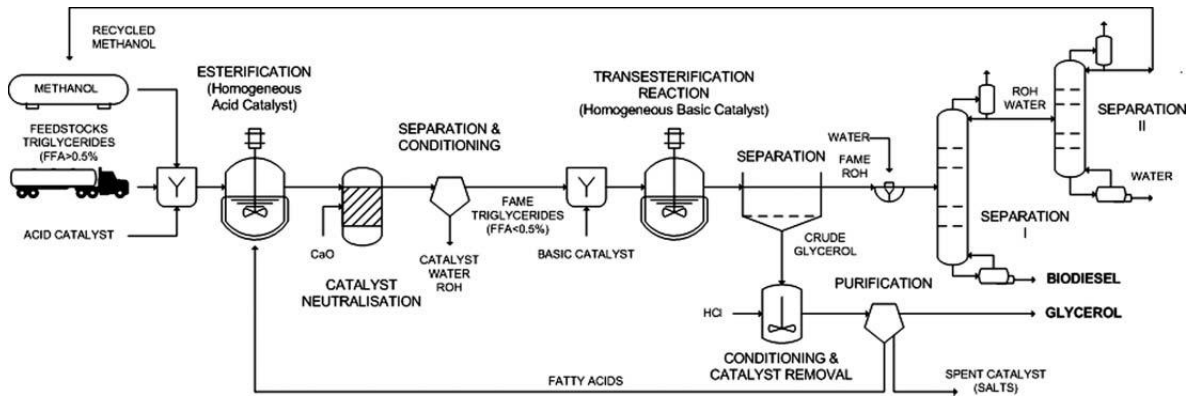 RECYCLED
METHANOL
METHANOL
FEEDSTOCKS
TRIGLYCERIDES
(FFA>0.5%)
Y
ACID CATALYST
ESTERIFICATION
(Homogeneous
Acid Catalyst)
CaO
CATALYST
NEUTRALISATION
SEPARATION &
CONDITIONING
CATALYST
WATER
ROH
FAME
TRIGLYCERIDES
(FFA<0.5%)
Y
BASIC CATALYST
TRANSESTERIFICATION
REACTION
(Homogeneous Basic Catalyst)
SEPARATION
CRUDE
GLYCEROL
WATER
FAME
ROH
SEPARATION
I
ROH
WATER
SEPARATION
II
WATER
BIODIESEL
HCl
CONDITIONING &
CATALYST REMOVAL
PURIFICATION
GLYCEROL
FATTY ACIDS
SPENT CATALYST
(SALTS)